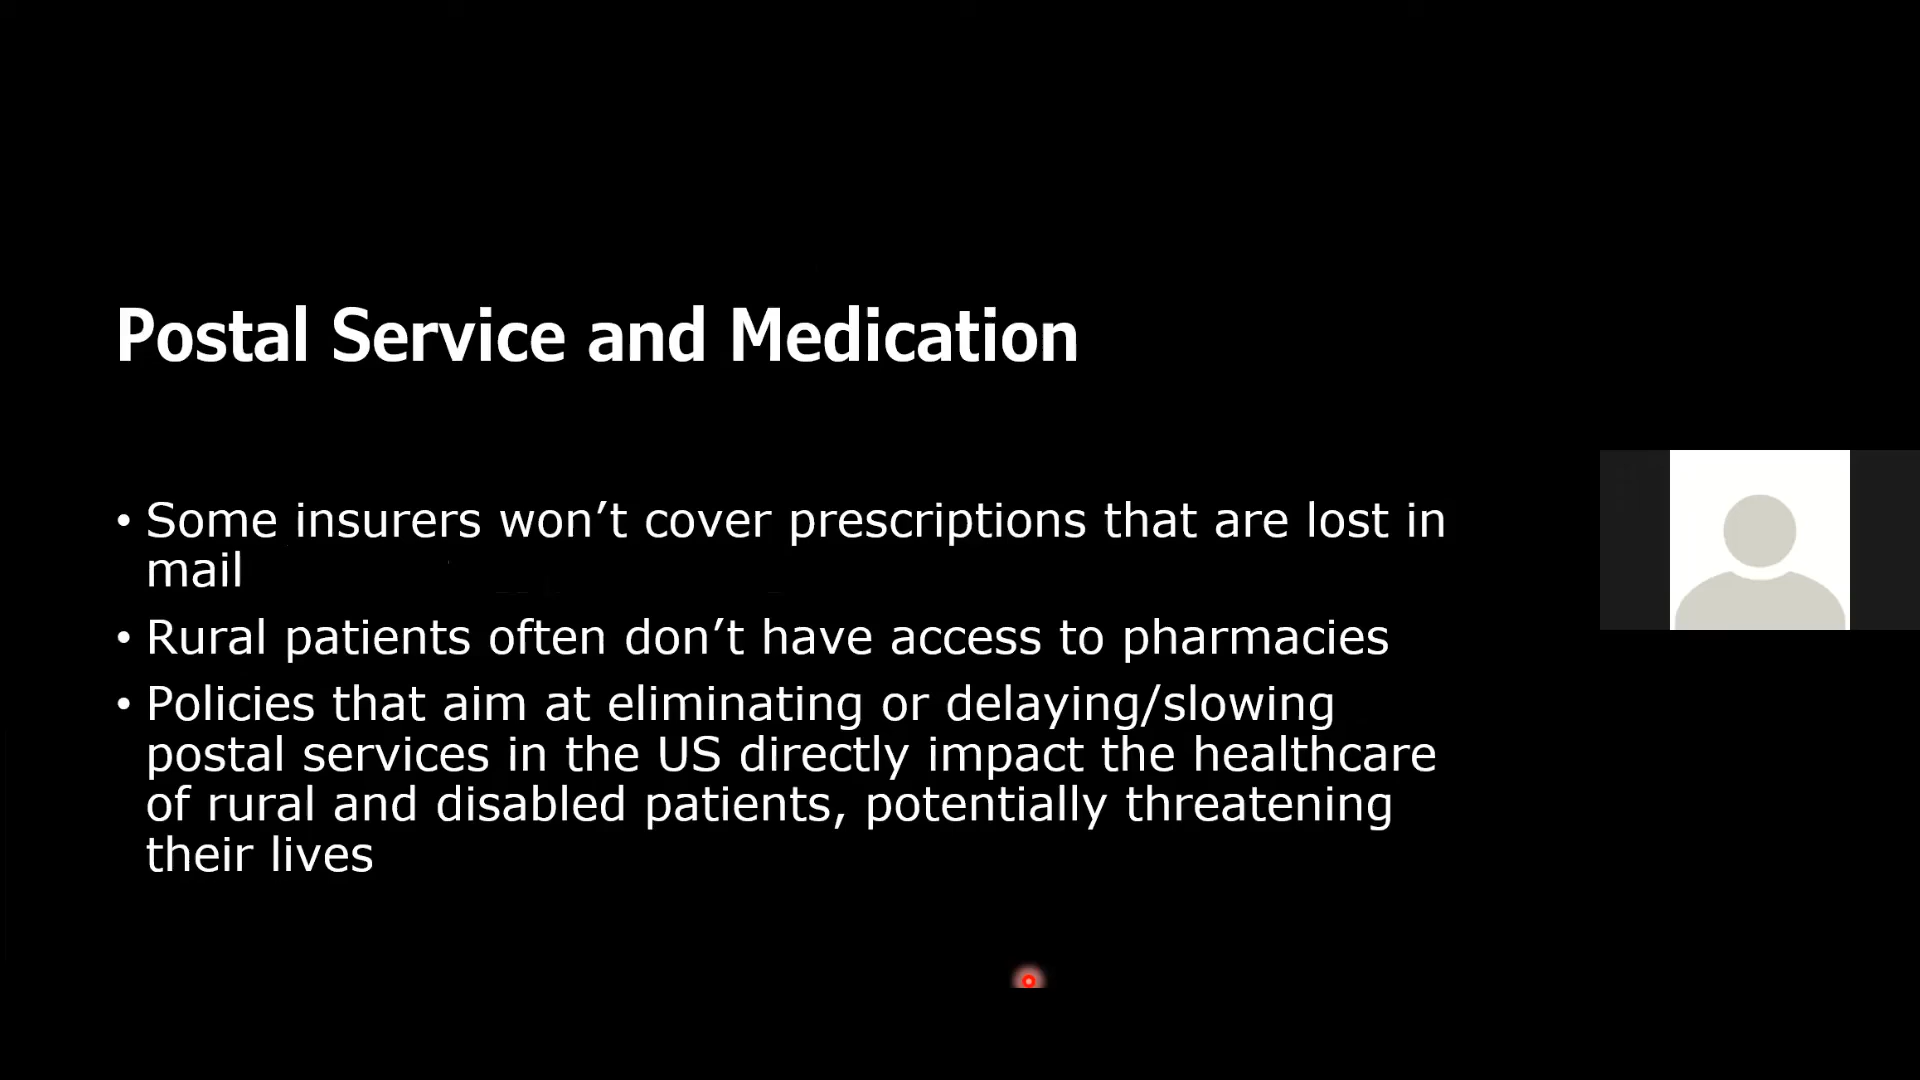 Postal Service and Medication
• Some insurers won’t cover prescriptions that are lost in
mail
• Rural patients often don’t have access to pharmacies
• Policies that aim at eliminating or delaying/slowing
postal services in the US directly impact the healthcare
of rural and disabled patients, potentially threatening
their lives